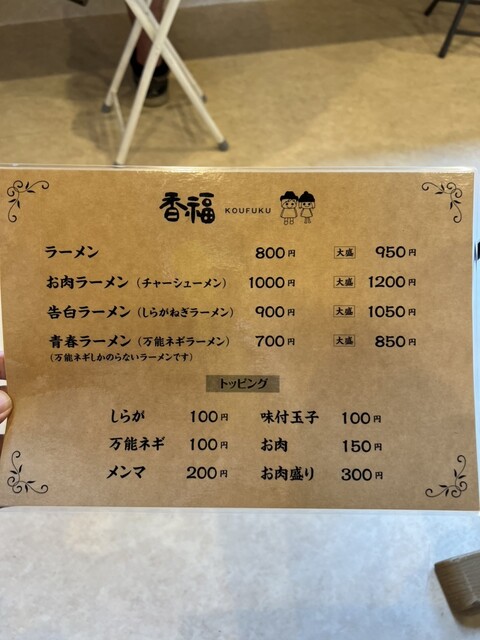 香福 KOUFUKU
ラーメン 800円 大盛 950円
お肉ラーメン（チャーシューメン） 1000円 大盛 1200円
告白ラーメン（しらがねぎラーメン） 900円 大盛 1050円
青春ラーメン（万能ネギラーメン） 700円 大盛 850円
（万能ネギしかのらないラーメンです）
トッピング
しらが 100円 味付玉子 100円
万能ネギ 100円 お肉 150円
メンマ 200円 お肉盛り 300円